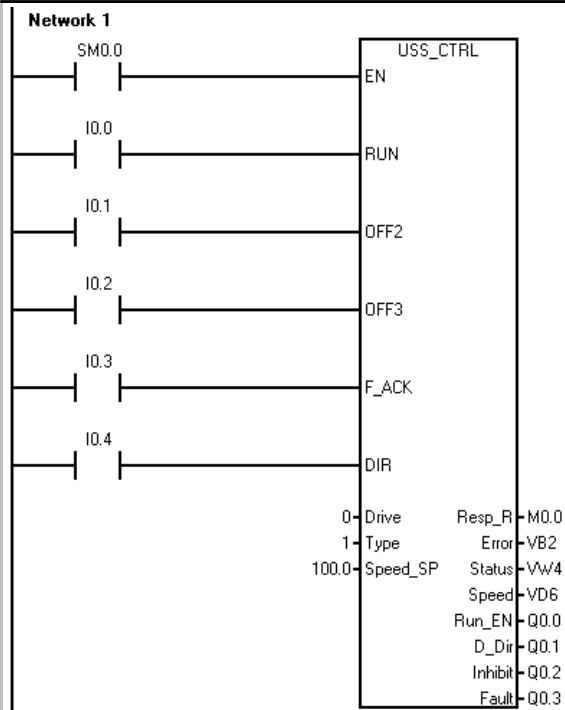 Network 1
SM0.0
USS_CTRL
EN
I0.0
RUN
I0.1
OFF2
I0.2
OFF3
I0.3
F_ACK
I0.4
DIR
0 Drive Resp_R M0.0
1 Type Error VB2
100.0 Speed_SP Status VW4
Speed VD6
Run_EN Q0.0
D_Dir Q0.1
Inhibit Q0.2
Fault Q0.3